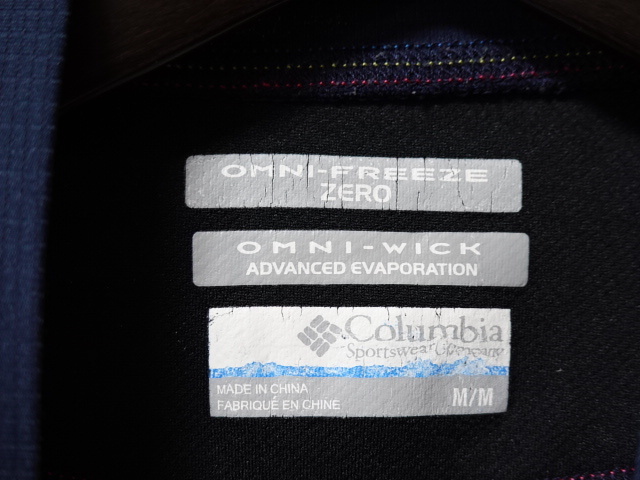 OMNI-FREEZE
ZERO
OMNI-WICK
ADVANCED EVAPORATION
Columbia
Sportswear Company
MADE IN CHINA
FABRIQUÉ EN CHINE
M/M